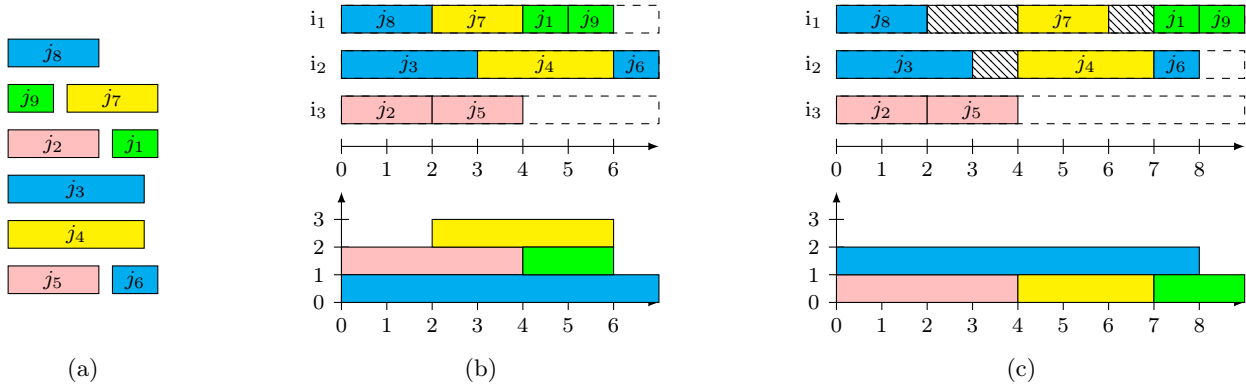 j8
j9 j7
j2 j1
j3
j4
j5 j6
(a)
i1 j8 j7 j1 j9
i2 j3 j4 j6
i3 j2 j5
0 1 2 3 4 5 6
3
2
1
0
0 1 2 3 4 5 6
(b)
i1 j8 j7 j1 j9
i2 j3 j4 j6
i3 j2 j5
0 1 2 3 4 5 6 7 8
3
2
1
0
0 1 2 3 4 5 6 7 8
(c)